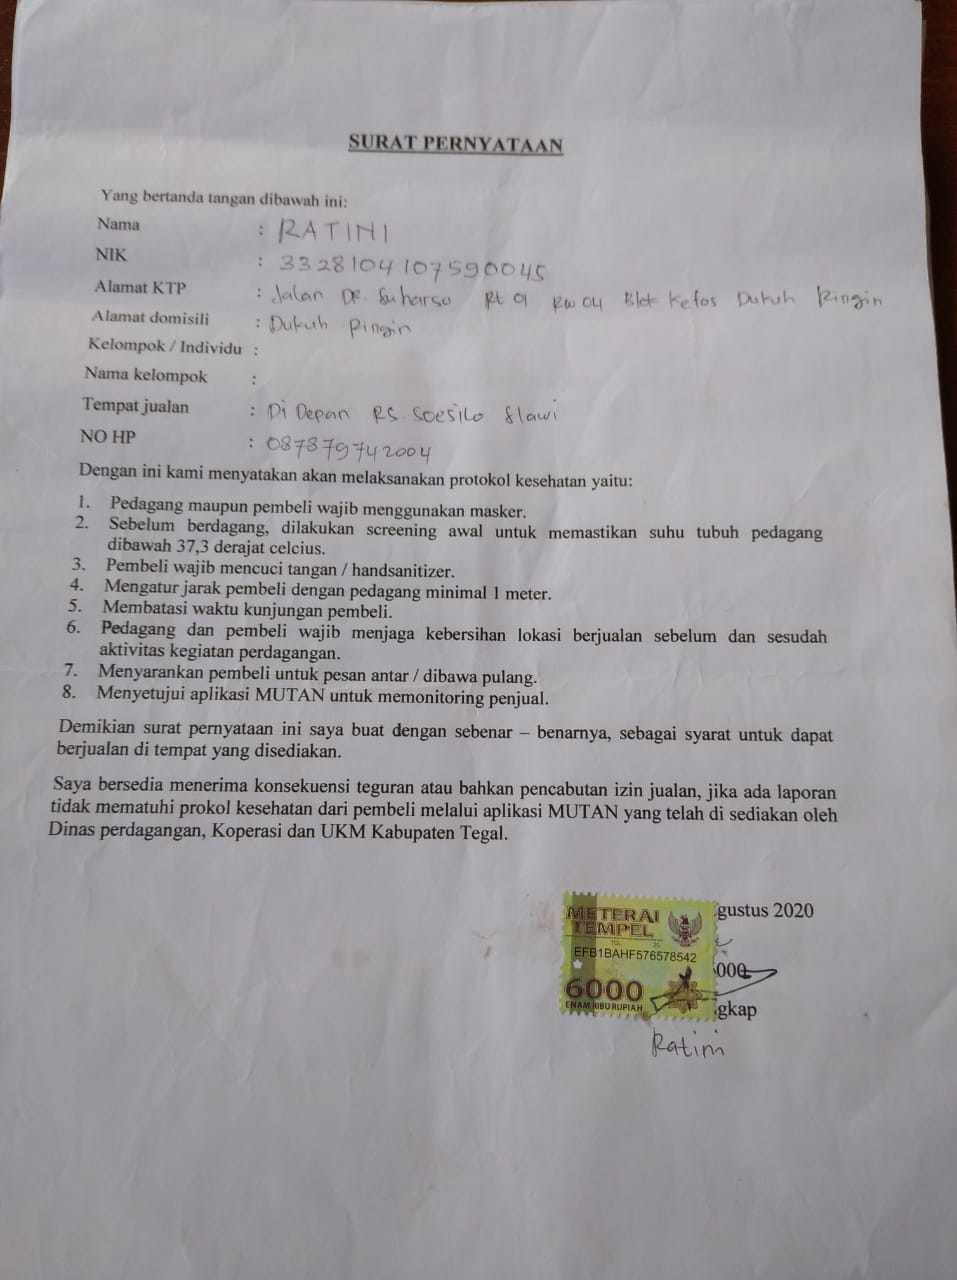 SURAT PERNYATAAN
Yang bertanda tangan dibawah ini:
Nama : RATINI
NIK : 3328104107590045
Alamat KTP : Jalan DR. Suharso Rt 01 Rw 04 Blok Kefos Dukuh Ringin
Alamat domisili : Dukuh Ringin
Kelompok / Individu :
Nama kelompok :
Tempat jualan : Di Depan RS. Soesilo Slawi
NO HP : 087879742004
Dengan ini kami menyatakan akan melaksanakan protokol kesehatan yaitu:
1. Pedagang maupun pembeli wajib menggunakan masker.
2. Sebelum berdagang, dilakukan screening awal untuk memastikan suhu tubuh pedagang
dibawah 37,3 derajat celcius.
3. Pembeli wajib mencuci tangan / handsanitizer.
4. Mengatur jarak pembeli dengan pedagang minimal 1 meter.
5. Membatasi waktu kunjungan pembeli.
6. Pedagang dan pembeli wajib menjaga kebersihan lokasi berjualan sebelum dan sesudah
aktivitas kegiatan perdagangan.
7. Menyarankan pembeli untuk pesan antar / dibawa pulang.
8. Menyetujui aplikasi MUTAN untuk memonitoring penjual.
Demikian surat pernyataan ini saya buat dengan sebenar – benarnya, sebagai syarat untuk dapat
berjualan di tempat yang disediakan.
Saya bersedia menerima konsekuensi teguran atau bahkan pencabutan izin jualan, jika ada laporan
tidak mematuhi prokol kesehatan dari pembeli melalui aplikasi MUTAN yang telah di sediakan oleh
Dinas perdagangan, Koperasi dan UKM Kabupaten Tegal.
gustus 2020
METERAI
TEMPEL
TGL 20
EFB1BAHF576578542
000
6000
ENAM RIBU RUPIAH
gkap
Ratini